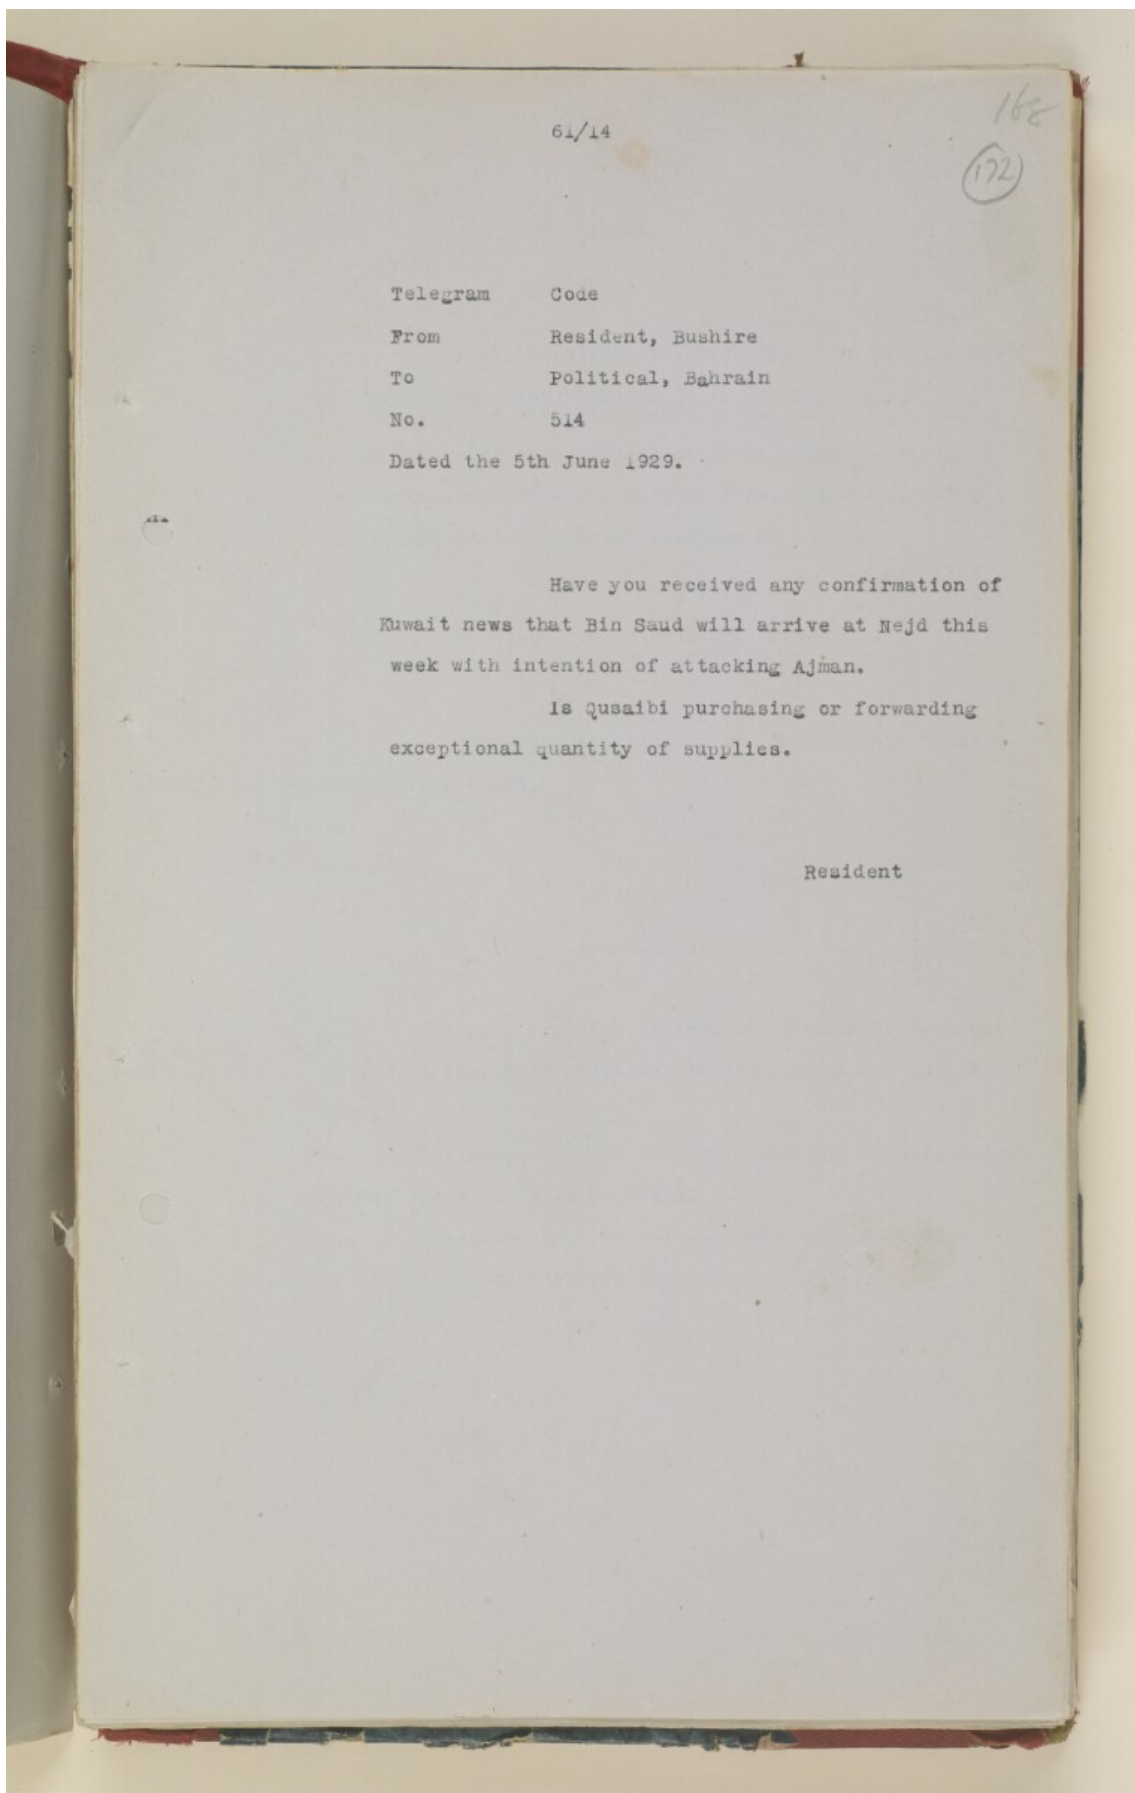 168
61/14
172
Telegram Code
From Resident, Bushire
To Political, Bahrain
No. 514
Dated the 5th June 1929.
Have you received any confirmation of
Kuwait news that Bin Saud will arrive at Nejd this
week with intention of attacking Ajman.
Is Qusaibi purchasing or forwarding
exceptional quantity of supplies.
Resident